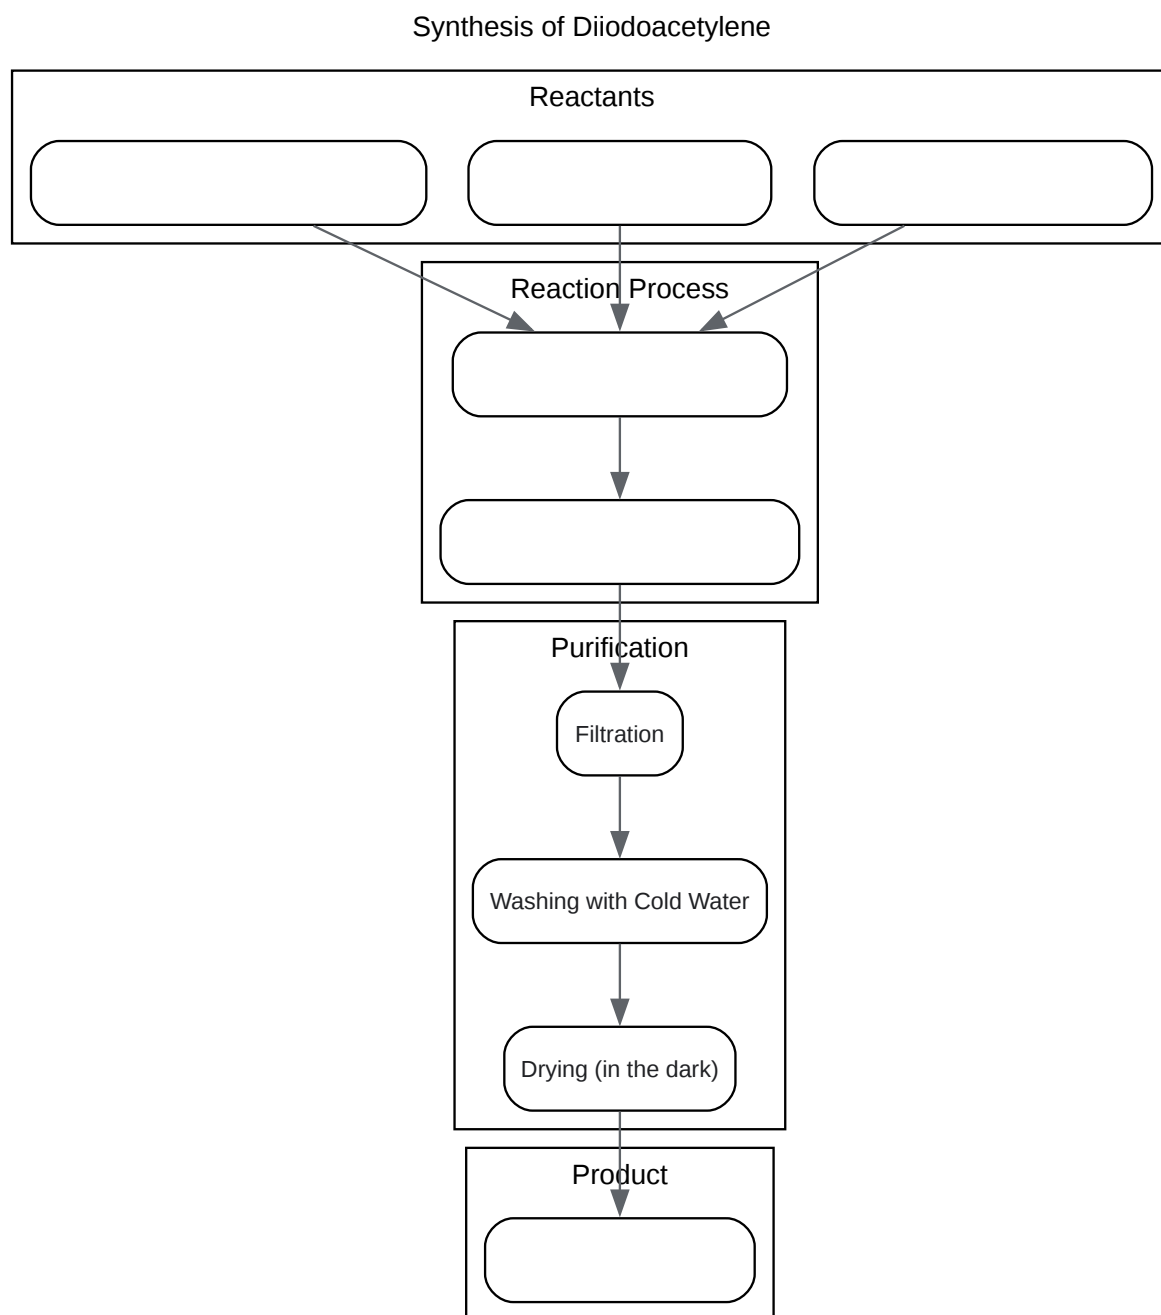 Synthesis of Diiodoacetylene
Reactants
Reaction Process
Purification
Filtration
Washing with Cold Water
Drying (in the dark)
Product